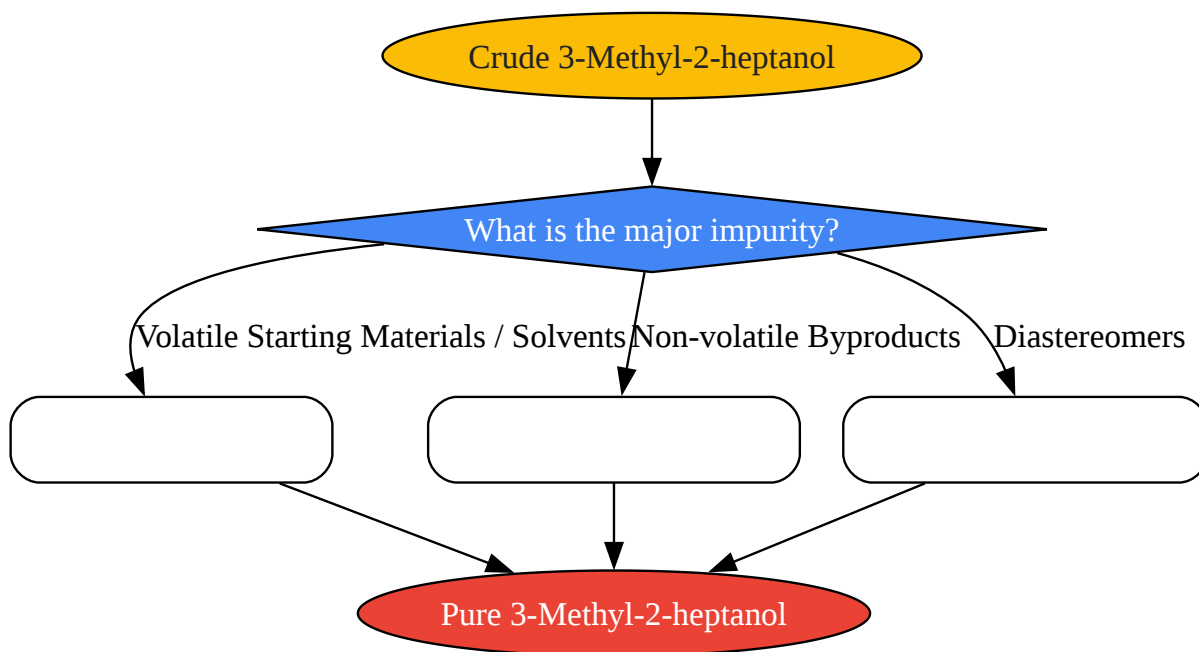 Crude 3-Methyl-2-heptanol
What is the major impurity?
Volatile Starting Materials / Solvents
Non-volatile Byproducts
Diastereomers
Pure 3-Methyl-2-heptanol